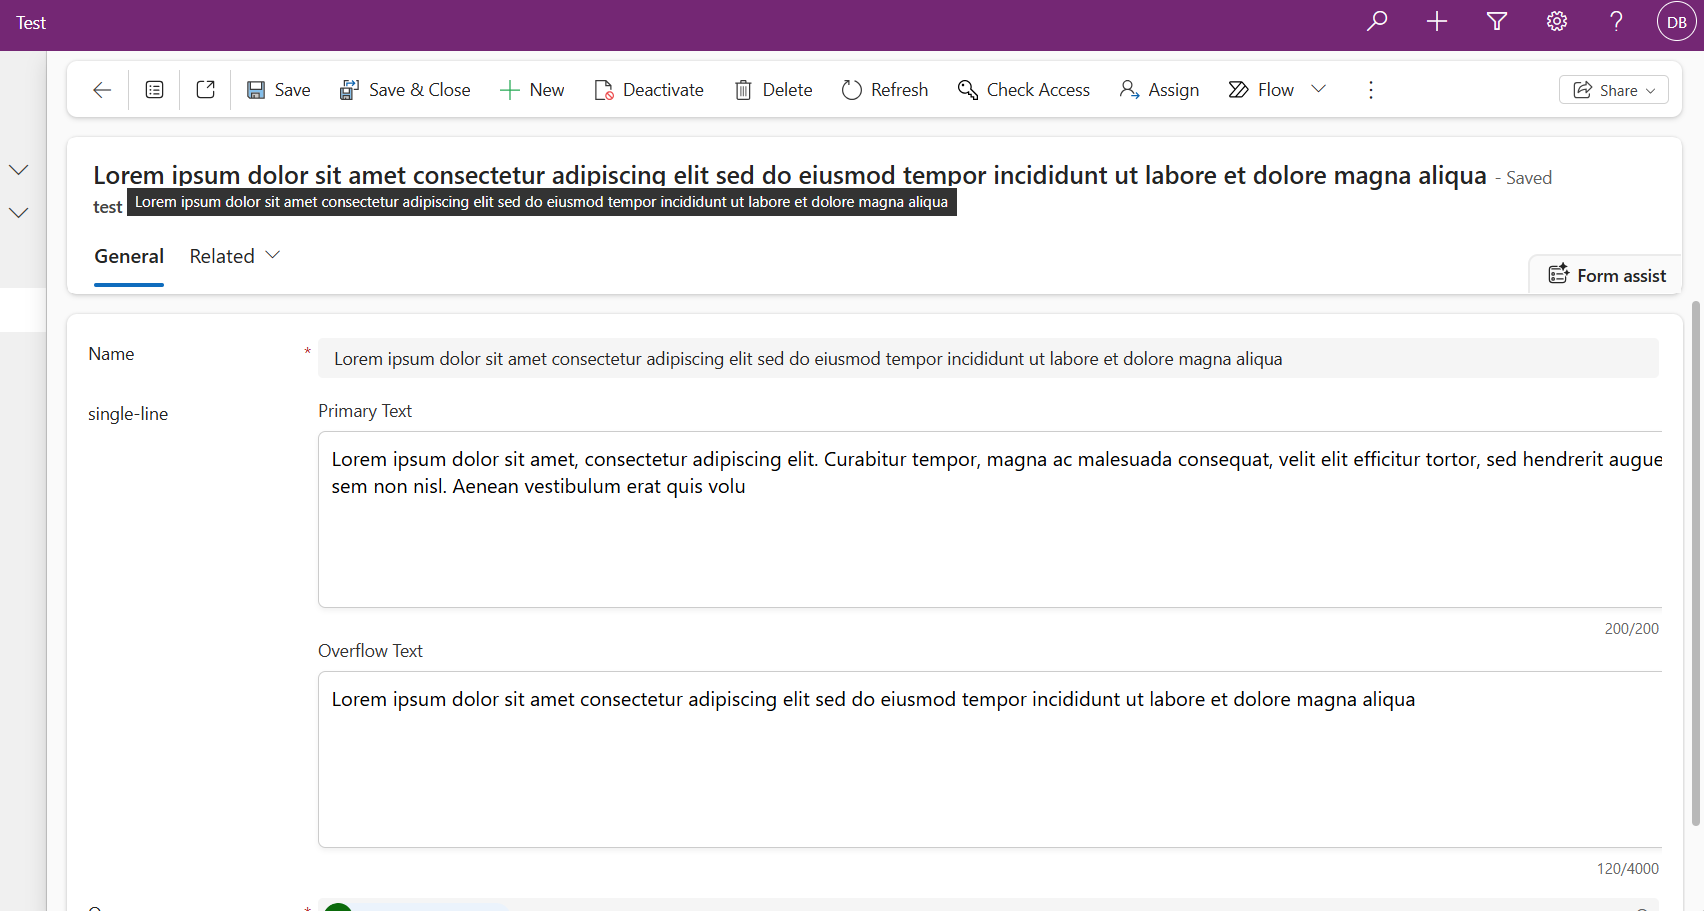 Test
DB
Save
Save & Close
New
Deactivate
Delete
Refresh
Check Access
Assign
Flow
Share
Lorem ipsum dolor sit amet consectetur adipiscing elit sed do eiusmod tempor incididunt ut labore et dolore magna aliqua - Saved
test
Lorem ipsum dolor sit amet consectetur adipiscing elit sed do eiusmod tempor incididunt ut labore et dolore magna aliqua
General
Related
Form assist
Name
*
Lorem ipsum dolor sit amet consectetur adipiscing elit sed do eiusmod tempor incididunt ut labore et dolore magna aliqua
single-line
Primary Text
Lorem ipsum dolor sit amet, consectetur adipiscing elit. Curabitur tempor, magna ac malesuada consequat, velit elit efficitur tortor, sed hendrerit augue
sem non nisl. Aenean vestibulum erat quis volu
200/200
Overflow Text
Lorem ipsum dolor sit amet consectetur adipiscing elit sed do eiusmod tempor incididunt ut labore et dolore magna aliqua
120/4000
*